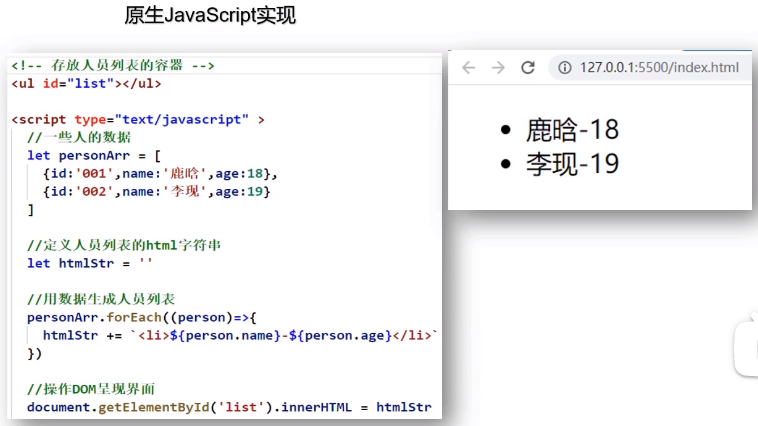 原生JavaScript实现
<!-- 存放人员列表的容器 -->
<ul id="list"></ul>
<script type="text/javascript" >
//一些人的数据
let personArr = [
{id:'001',name:'鹿晗',age:18},
{id:'002',name:'李现',age:19}
]
//定义人员列表的html字符串
let htmlStr = ''
//用数据生成人员列表
personArr.forEach((person)=>{
htmlStr += `<li>${person.name}-${person.age}</li>`
})
//操作DOM呈现界面
document.getElementById('list').innerHTML = htmlStr
127.0.0.1:5500/index.html
鹿晗-18
李现-19